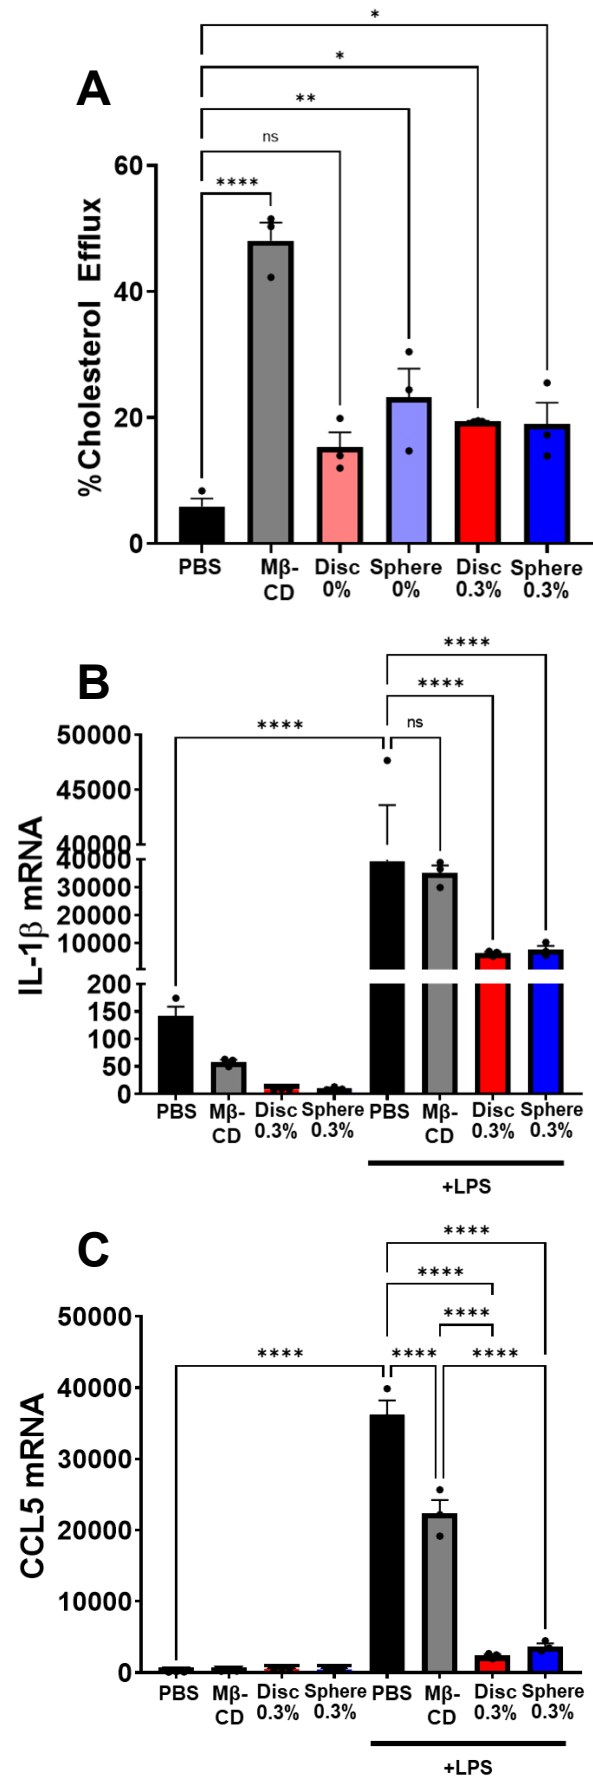 *
A
*
**
ns
****
60
40
20
0
%Cholesterol Efflux
PBS Mβ- Disc Sphere Disc Sphere
CD 0% 0% 0.3% 0.3%
B
****
****
ns
****
50000
45000
40000
40000
30000
20000
10000
200
150
100
50
0
IL-1β mRNA
PBS Mβ- Disc Sphere PBS Mβ- Disc Sphere
CD 0.3% 0.3% CD 0.3% 0.3%
+LPS
C
****
****
****
**** **** ****
50000
40000
30000
20000
10000
0
CCL5 mRNA
PBS Mβ- Disc Sphere PBS Mβ- Disc Sphere
CD 0.3% 0.3% CD 0.3% 0.3%
+LPS